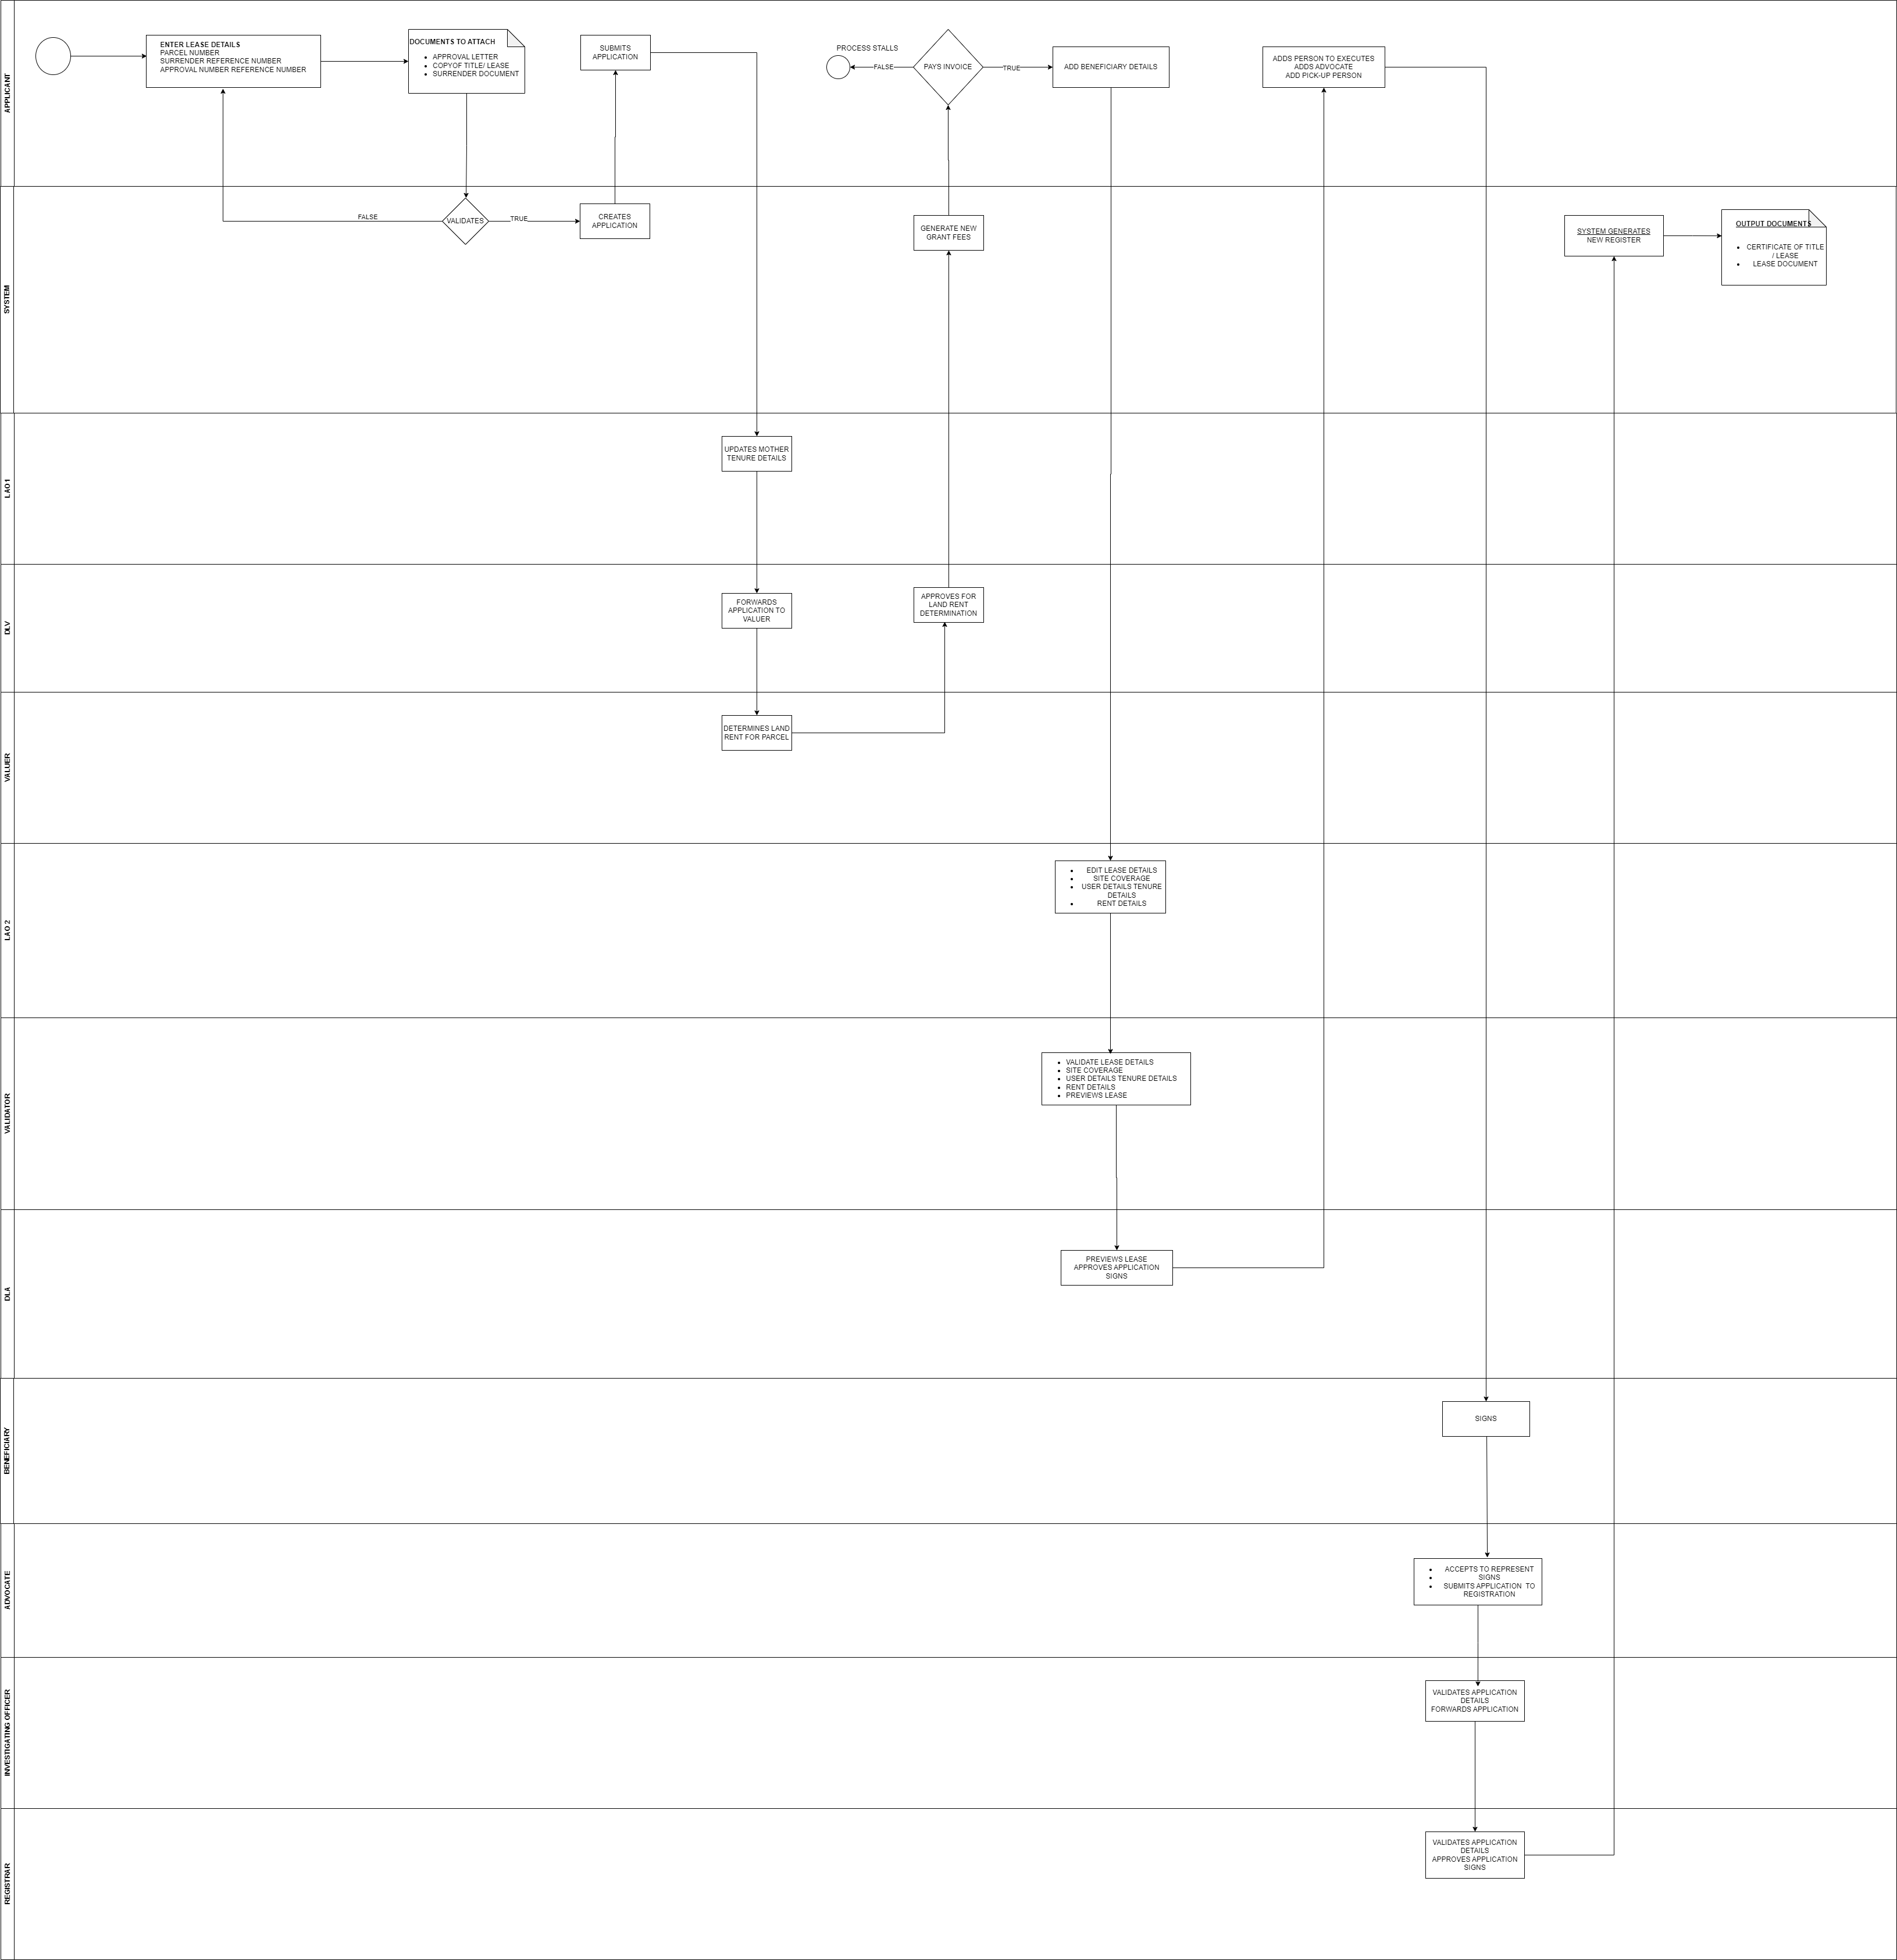 APPLICANT
ENTER LEASE DETAILS
PARCEL NUMBER
SURRENDER REFERENCE NUMBER
APPROVAL NUMBER REFERENCE NUMBER
DOCUMENTS TO ATTACH
• APPROVAL LETTER
• COPYOF TITLE/ LEASE
• SURRENDER DOCUMENT
SUBMITS
APPLICATION
PROCESS STALLS
FALSE
PAYS INVOICE
TRUE
ADD BENEFICIARY DETAILS
ADDS PERSON TO EXECUTES
ADDS ADVOCATE
ADD PICK-UP PERSON
SYSTEM
FALSE
VALIDATES
TRUE
CREATES
APPLICATION
GENERATE NEW
GRANT FEES
SYSTEM GENERATES
NEW REGISTER
OUTPUT DOCUMENTS
• CERTIFICATE OF TITLE
/ LEASE
• LEASE DOCUMENT
LAO 1
UPDATES MOTHER
TENURE DETAILS
DLV
FORWARDS
APPLICATION TO
VALUER
APPROVES FOR
LAND RENT
DETERMINATION
VALUER
DETERMINES LAND
RENT FOR PARCEL
LAO 2
• EDIT LEASE DETAILS
• SITE COVERAGE
• USER DETAILS TENURE
DETAILS
• RENT DETAILS
VALIDATOR
• VALIDATE LEASE DETAILS
• SITE COVERAGE
• USER DETAILS TENURE DETAILS
• RENT DETAILS
• PREVIEWS LEASE
DLA
PREVIEWS LEASE
APPROVES APPLICATION
SIGNS
BENEFICIARY
SIGNS
ADVOCATE
• ACCEPTS TO REPRESENT
• SIGNS
• SUBMITS APPLICATION TO
REGISTRATION
INVESTIGATING OFFICER
VALIDATES APPLICATION
DETAILS
FORWARDS APPLICATION
REGISTRAR
VALIDATES APPLICATION
DETAILS
APPROVES APPLICATION
SIGNS